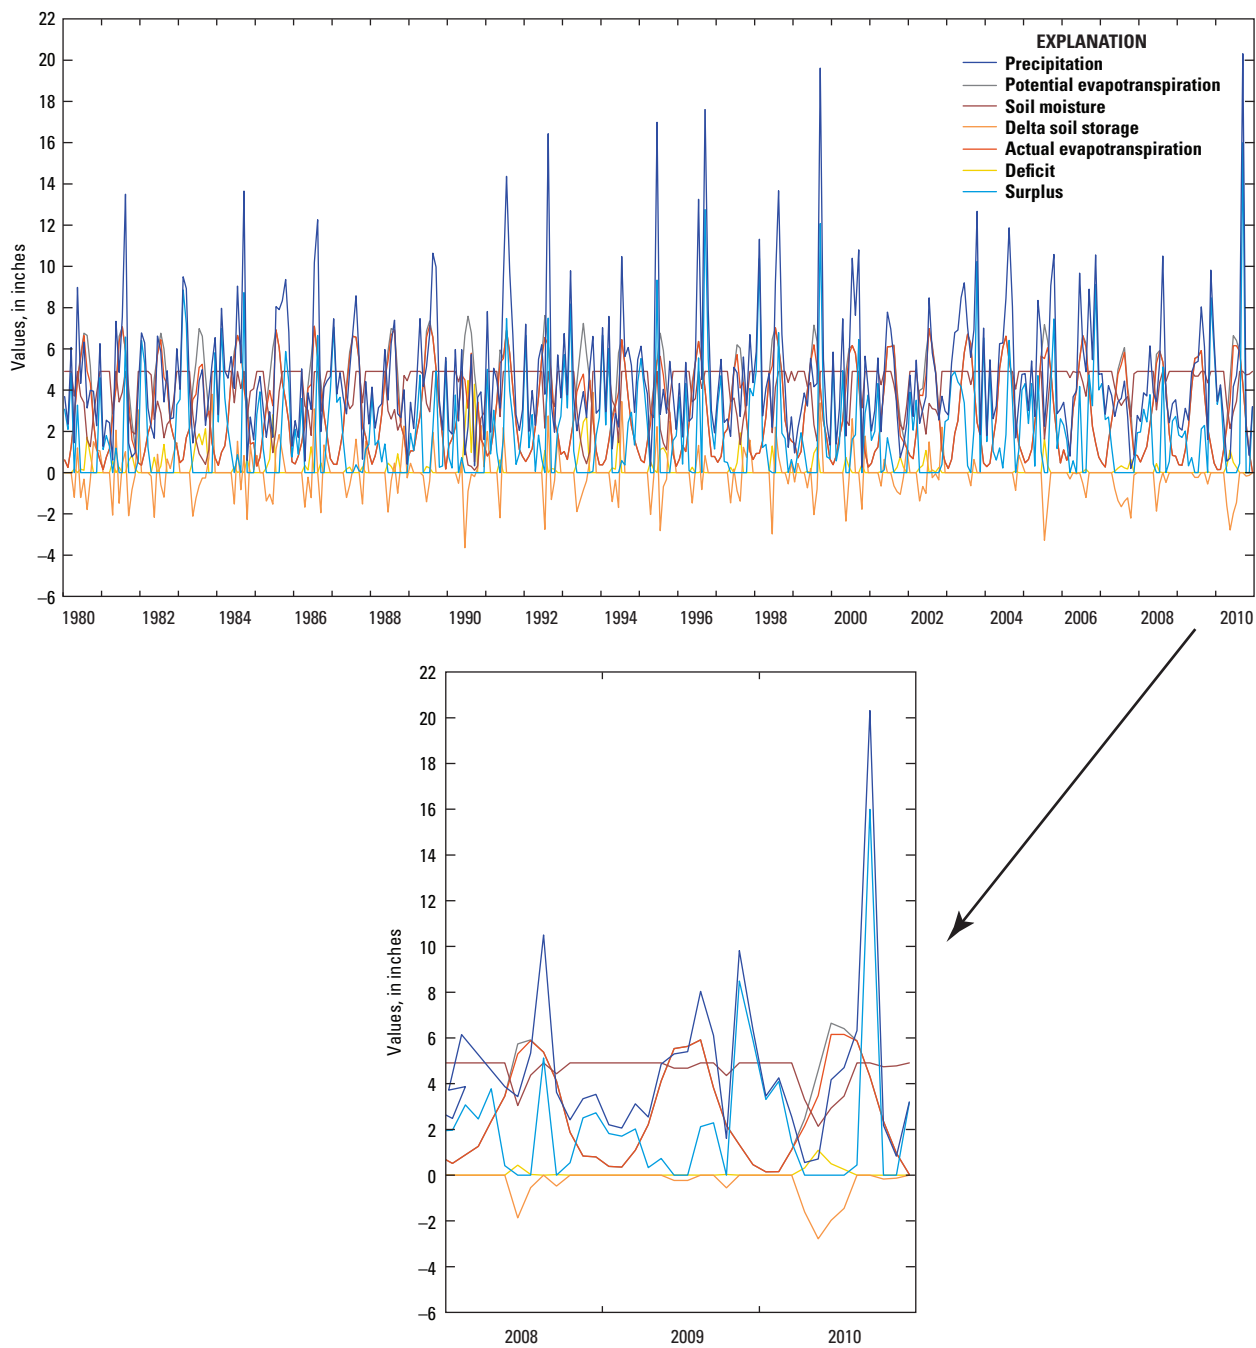 22
20
18
16
14
12
10
8
6
4
2
0
–2
–4
–6
Values, in inches
EXPLANATION
Precipitation
Potential evapotranspiration
Soil moisture
Delta soil storage
Actual evapotranspiration
Deficit
Surplus
1980 1982 1984 1986 1988 1990 1992 1994 1996 1998 2000 2002 2004 2006 2008 2010
22
20
18
16
14
12
10
8
6
4
2
0
–2
–4
–6
Values, in inches
2008 2009 2010